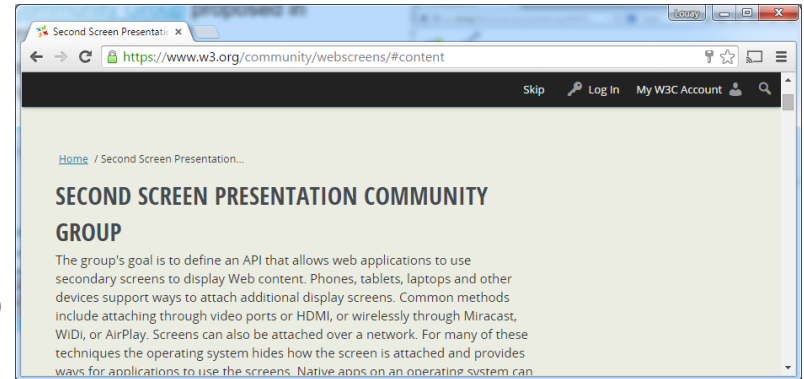 proposed in
Louay
Second Screen Presentatic
https://www.w3.org/community/webscreens/#content
Skip Log In My W3C Account
Home / Second Screen Presentation...
SECOND SCREEN PRESENTATION COMMUNITY
GROUP
The group's goal is to define an API that allows web applications to use
secondary screens to display Web content. Phones, tablets, laptops and other
devices support ways to attach additional display screens. Common methods
include attaching through video ports or HDMI, or wirelessly through Miracast,
WiDi, or AirPlay. Screens can also be attached over a network. For many of these
techniques the operating system hides how the screen is attached and provides
ways for applications to use the screens. Native apps on an operating system can